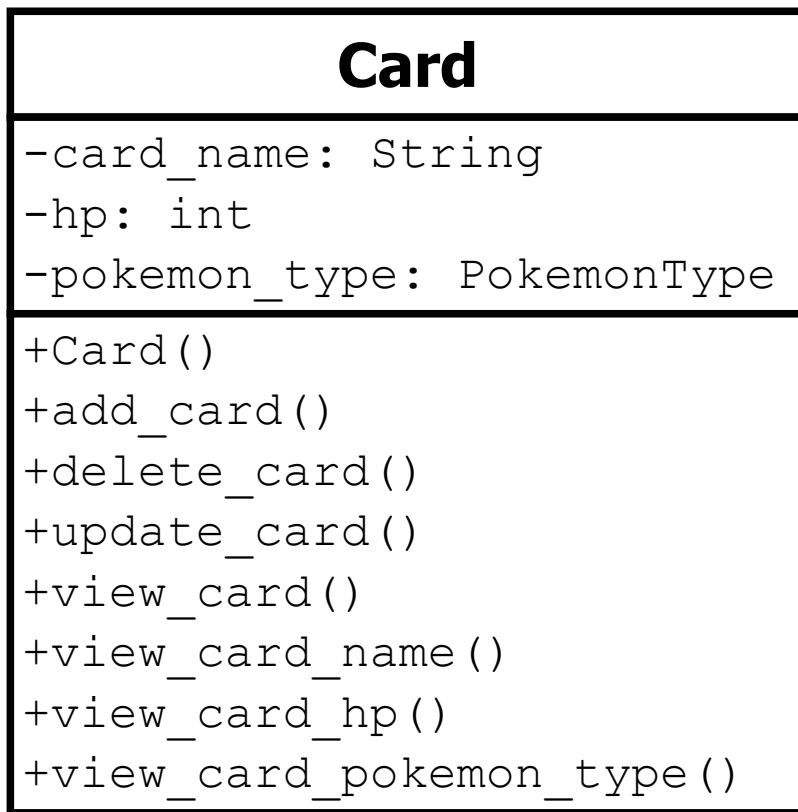 Card
-card_name: String
-hp: int
-pokemon_type: PokemonType
+Card()
+add_card()
+delete_card()
+update_card()
+view_card()
+view_card_name()
+view_card_hp()
+view_card_pokemon_type()